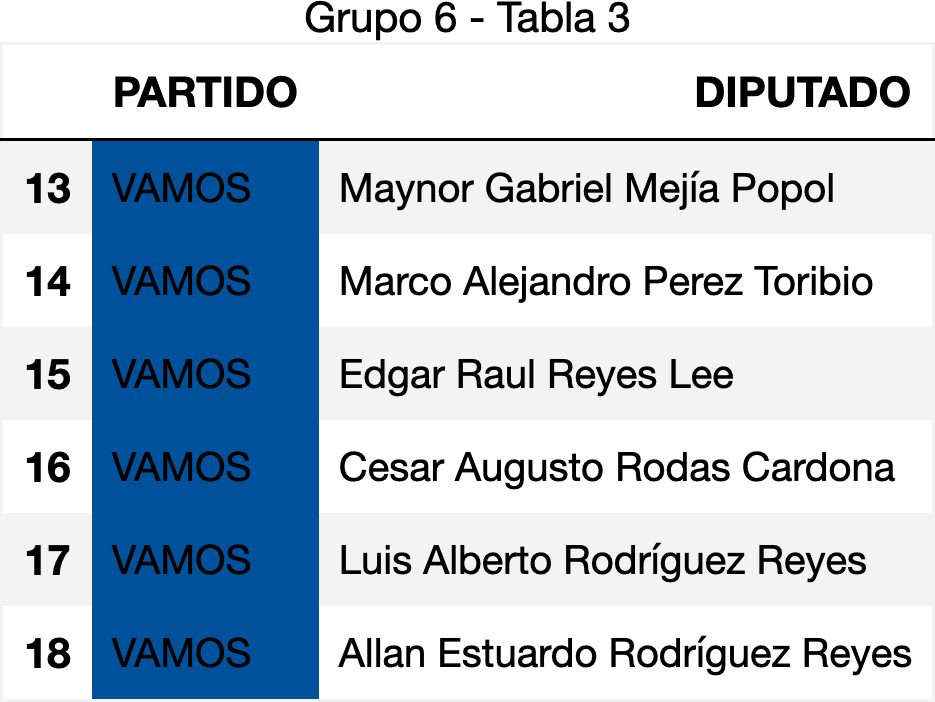 Grupo 6 - Tabla 3
PARTIDO DIPUTADO
13 VAMOS Maynor Gabriel Mejía Popol
14 VAMOS Marco Alejandro Perez Toribio
15 VAMOS Edgar Raul Reyes Lee
16 VAMOS Cesar Augusto Rodas Cardona
17 VAMOS Luis Alberto Rodríguez Reyes
18 VAMOS Allan Estuardo Rodríguez Reyes